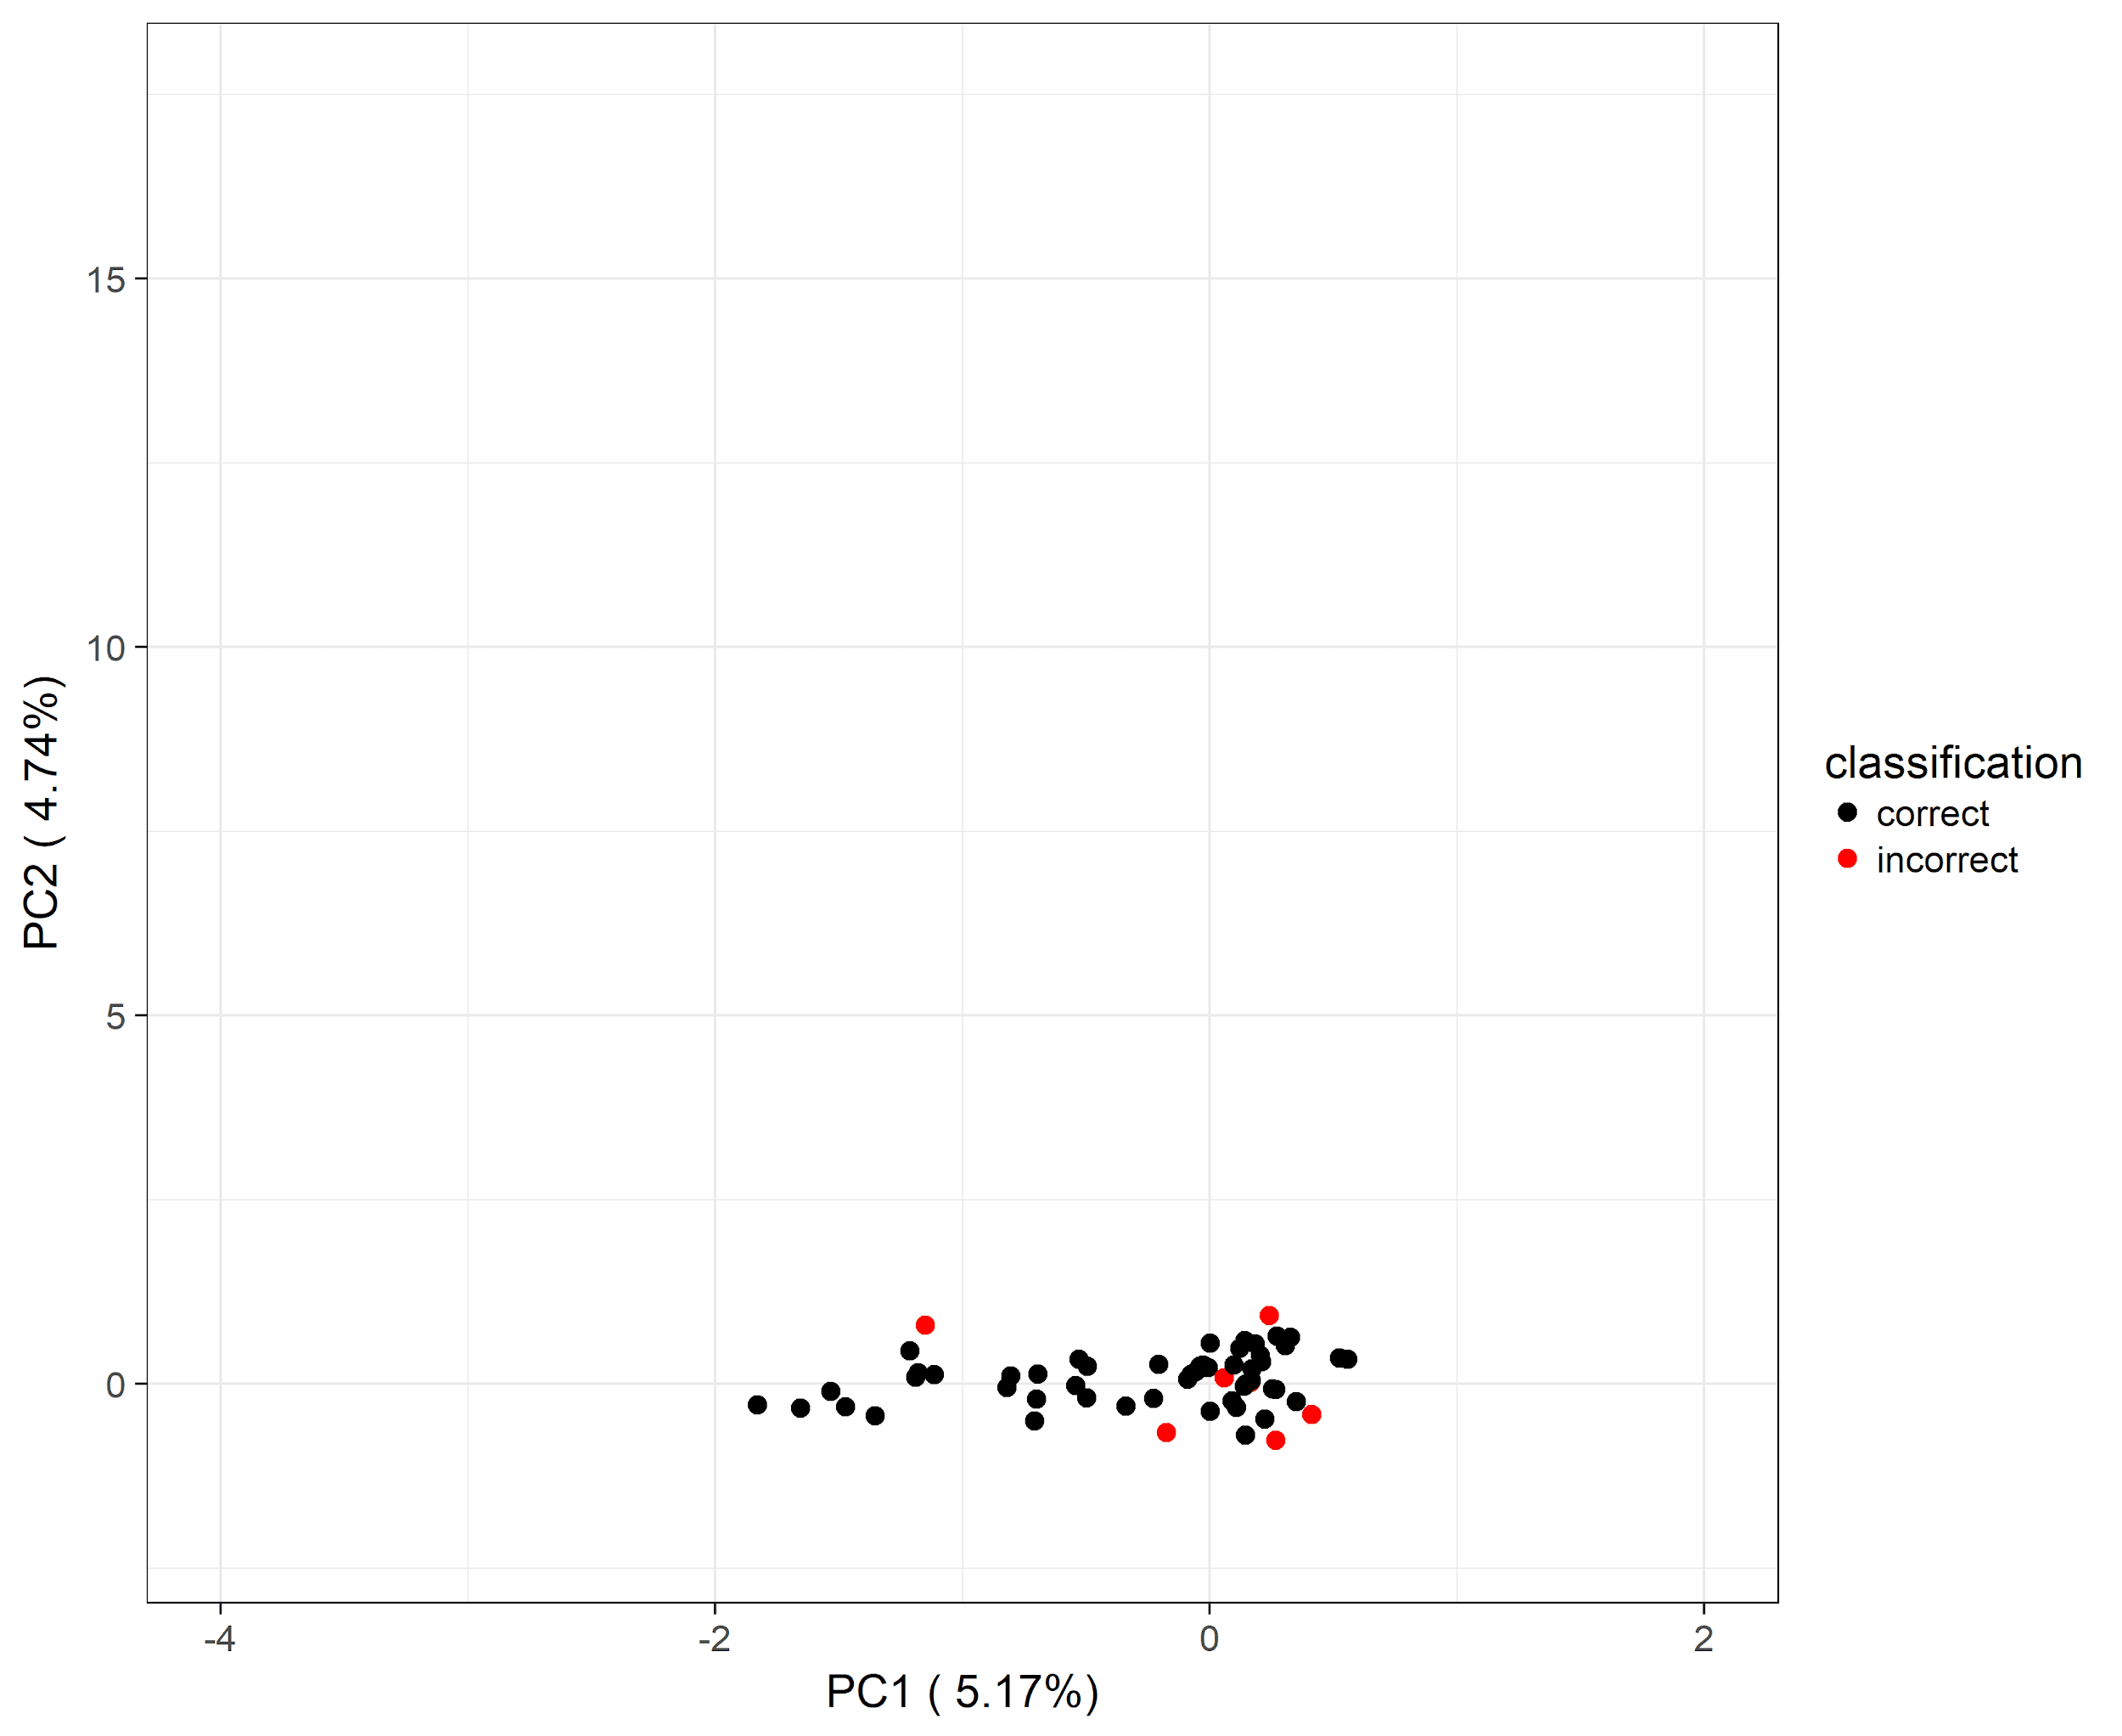 15
10
5
0
-4
-2
0
2
PC1 ( 5.17%)
PC2 ( 4.74%)
classification
correct
incorrect